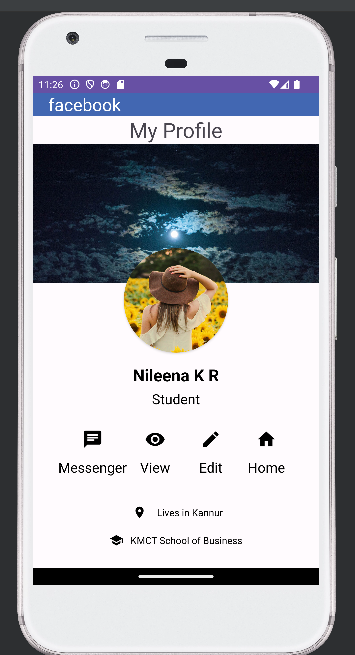 11:26
facebook
My Profile
Nileena K R
Student
Messenger View Edit Home
Lives in Kannur
KMCT School of Business